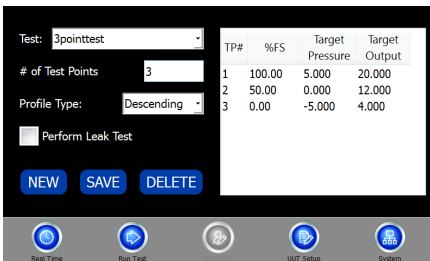 Test: 3pointtest
# of Test Points 3
Profile Type: Descending
Perform Leak Test
NEW SAVE DELETE
TP# %FS Target Pressure Target Output
1 100.00 5.000 20.000
2 50.00 0.000 12.000
3 0.00 -5.000 4.000
Real Time Run Test UUT Setup System